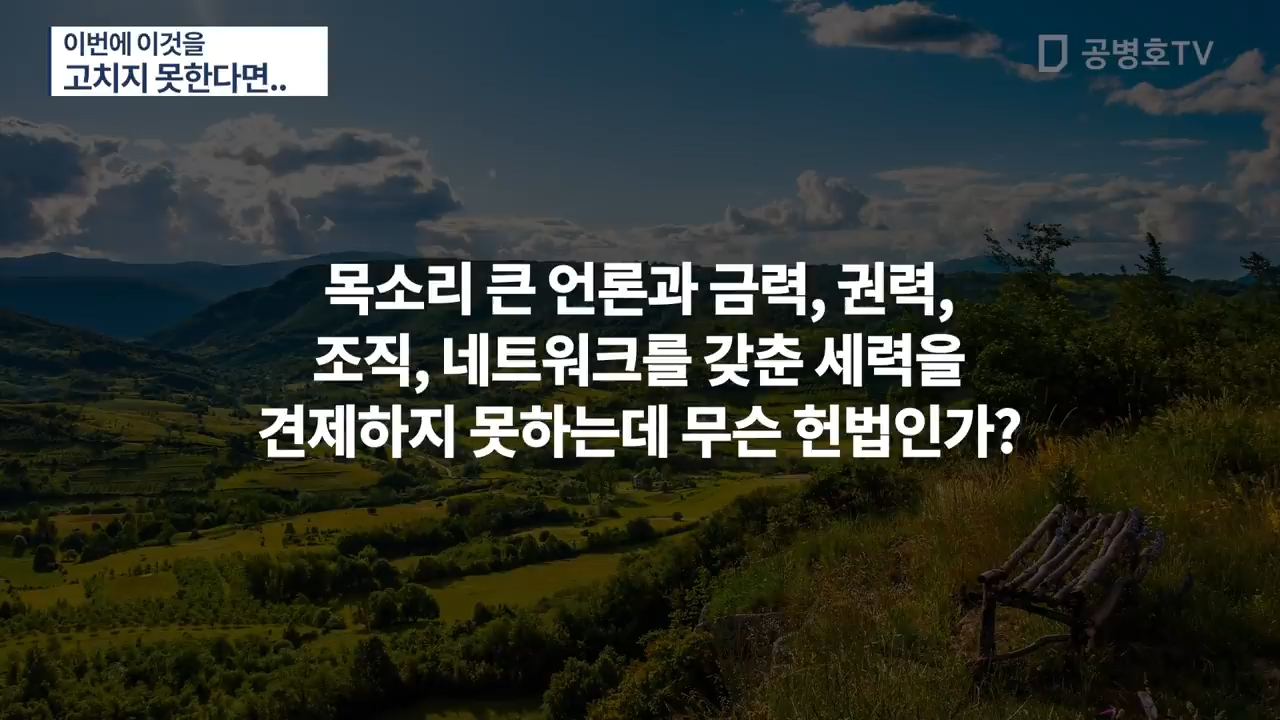 이번에 이것을
고치지 못한다면..
공병호TV
목소리 큰 언론과 금력, 권력,
조직, 네트워크를 갖춘 세력을
견제하지 못하는데 무슨 헌법인가?